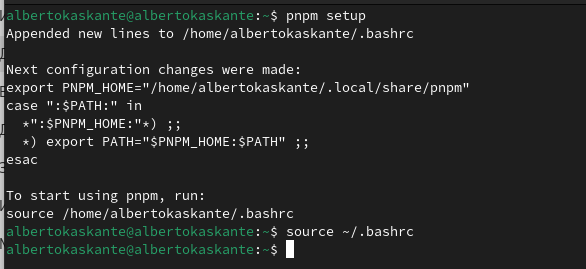 albertokaskante@albertokaskante:~$ pnpm setup
Appended new lines to /home/albertokaskante/.bashrc

Next configuration changes were made:
export PNPM_HOME="/home/albertokaskante/.local/share/pnpm"
case ":$PATH:" in
  *":$PNPM_HOME:"*) ;;
  *) export PATH="$PNPM_HOME:$PATH" ;;
esac

To start using pnpm, run:
source /home/albertokaskante/.bashrc
albertokaskante@albertokaskante:~$ source ~/.bashrc
albertokaskante@albertokaskante:~$